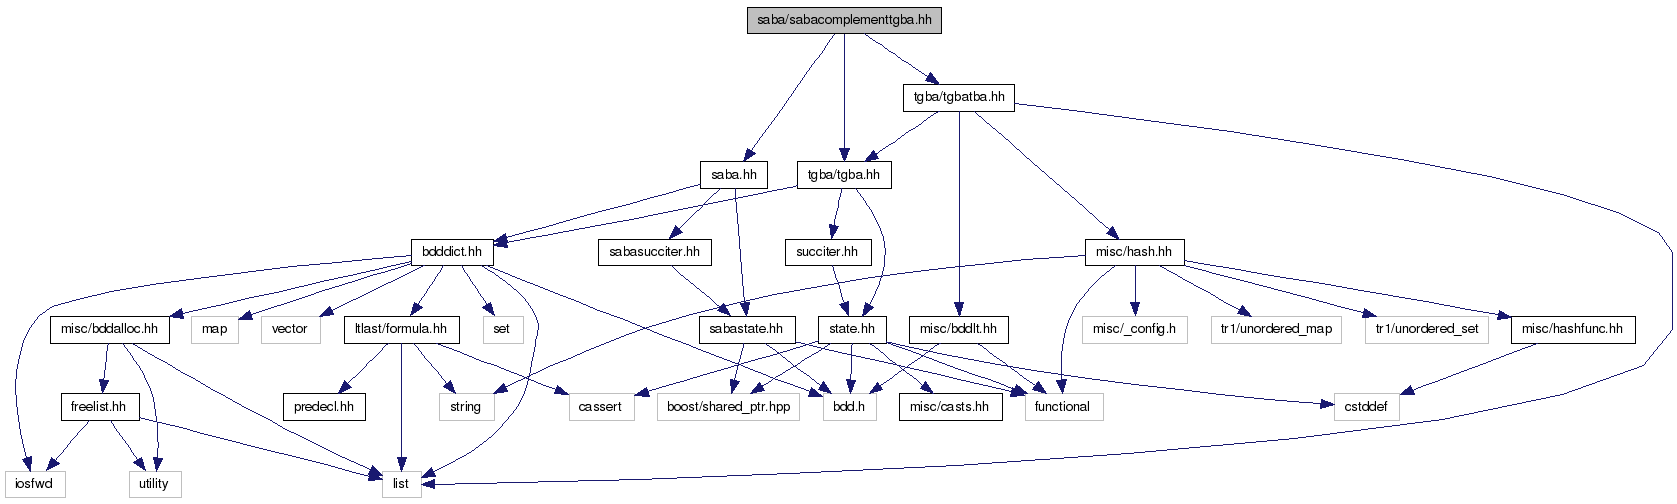 saba/sabacomplementtgba.hh
tgba/tgbatba.hh
saba.hh
tgba/tgba.hh
bdddict.hh
sabasucciter.hh
succiter.hh
misc/hash.hh
misc/bddalloc.hh
map
vector
ltlast/formula.hh
set
sabastate.hh
state.hh
misc/bddlt.hh
misc/_config.h
tr1/unordered_map
tr1/unordered_set
misc/hashfunc.hh
freelist.hh
predecl.hh
string
cassert
boost/shared_ptr.hpp
bdd.h
misc/casts.hh
functional
cstddef
iosfwd
utility
list